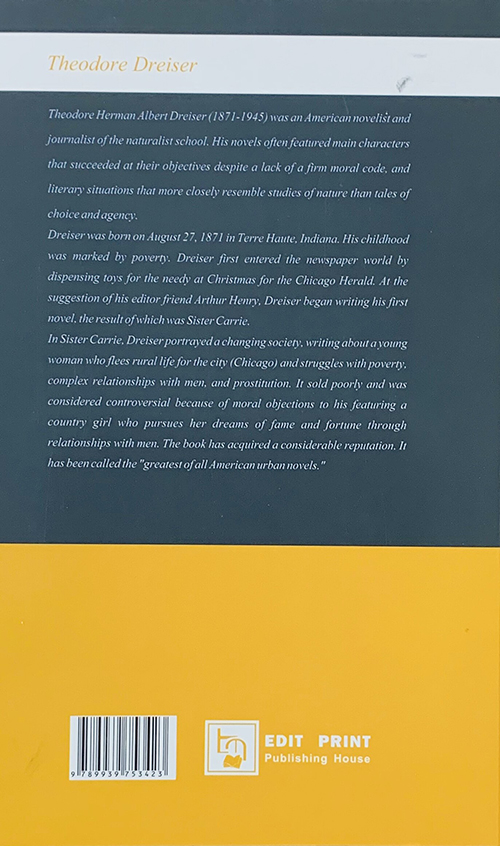 Theodore Dreiser
Theodore Herman Albert Dreiser (1871-1945) was an American novelist and
journalist of the naturalist school. His novels often featured main characters
that succeeded at their objectives despite a lack of a firm moral code, and
literary situations that more closely resemble studies of nature than tales of
choice and agency.
Dreiser was born on August 27, 1871 in Terre Haute, Indiana. His childhood
was marked by poverty. Dreiser first entered the newspaper world by
dispensing toys for the needy at Christmas for the Chicago Herald. At the
suggestion of his editor friend Arthur Henry, Dreiser began writing his first
novel, the result of which was Sister Carrie.
In Sister Carrie, Dreiser portrayed a changing society, writing about a young
woman who flees rural life for the city (Chicago) and struggles with poverty,
complex relationships with men, and prostitution. It sold poorly and was
considered controversial because of moral objections to his featuring a
country girl who pursues her dreams of fame and fortune through
relationships with men. The book has acquired a considerable reputation. It
has been called the "greatest of all American urban novels."
9 789939 753423
EDIT PRINT
Publishing House